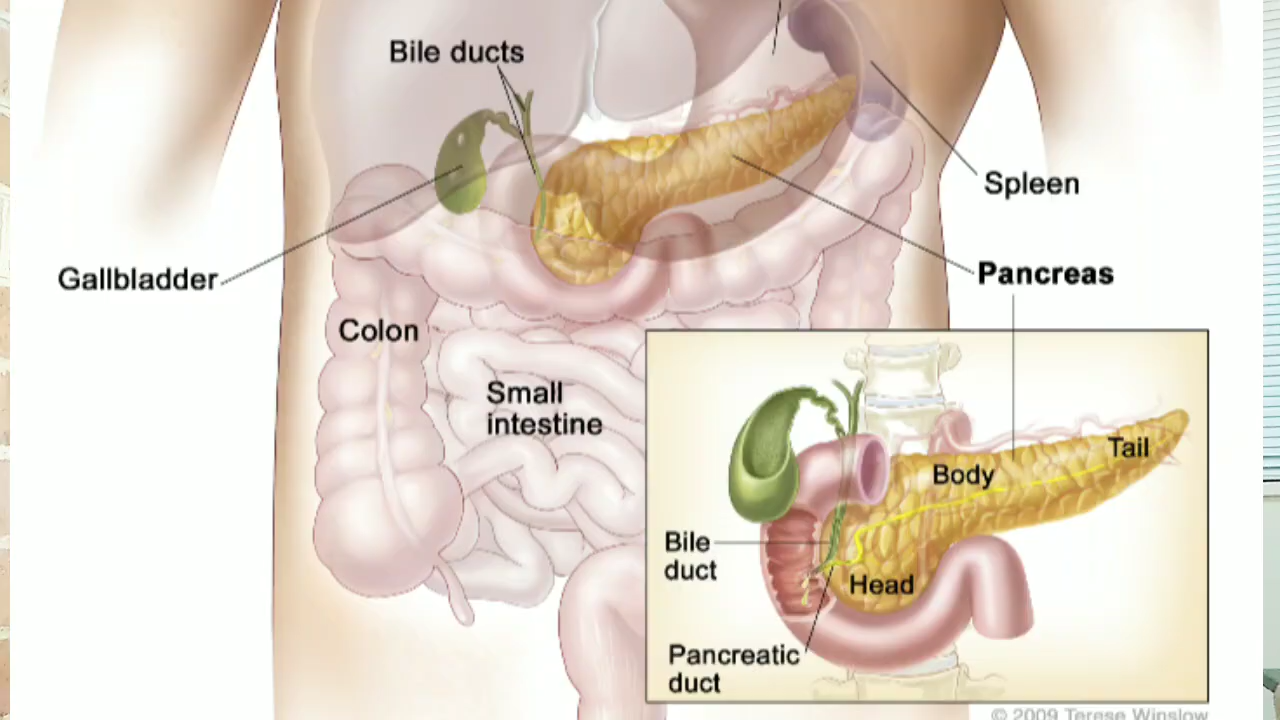 Bile ducts
Spleen
Pancreas
Gallbladder
Colon
Small
intestine
Tail
Body
Bile
duct
Head
Pancreatic
duct
© 2009 Terese Winslow